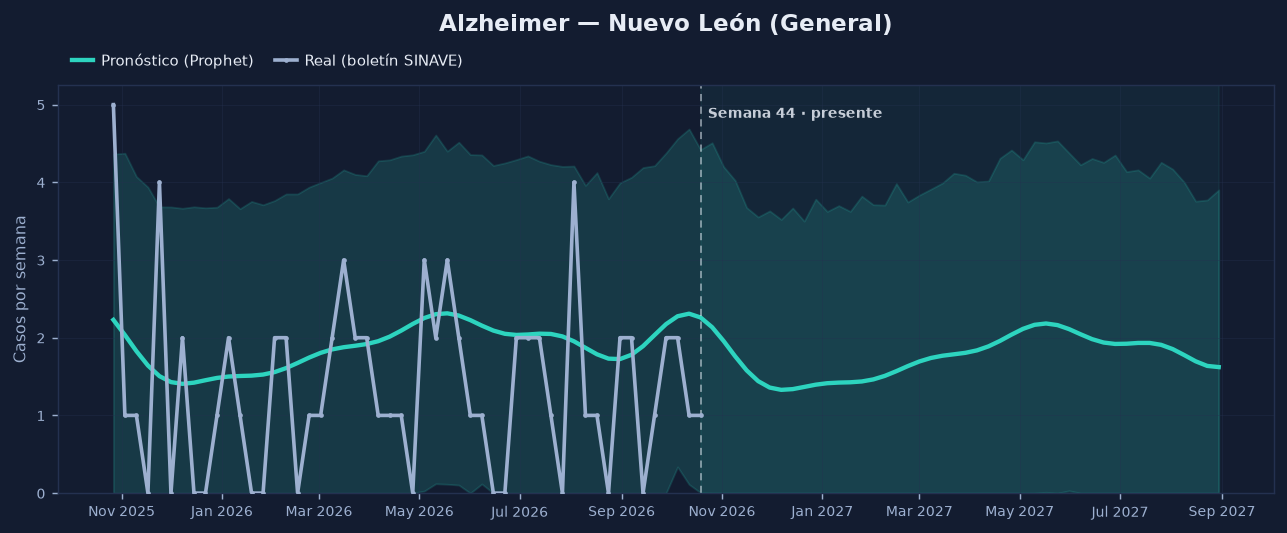 Alzheimer — Nuevo León (General)
Pronóstico (Prophet) Real (boletín SINAVE)
Semana 44 · presente
Casos por semana
5
4
3
2
1
0
Nov 2025 Jan 2026 Mar 2026 May 2026 Jul 2026 Sep 2026 Nov 2026 Jan 2027 Mar 2027 May 2027 Jul 2027 Sep 2027